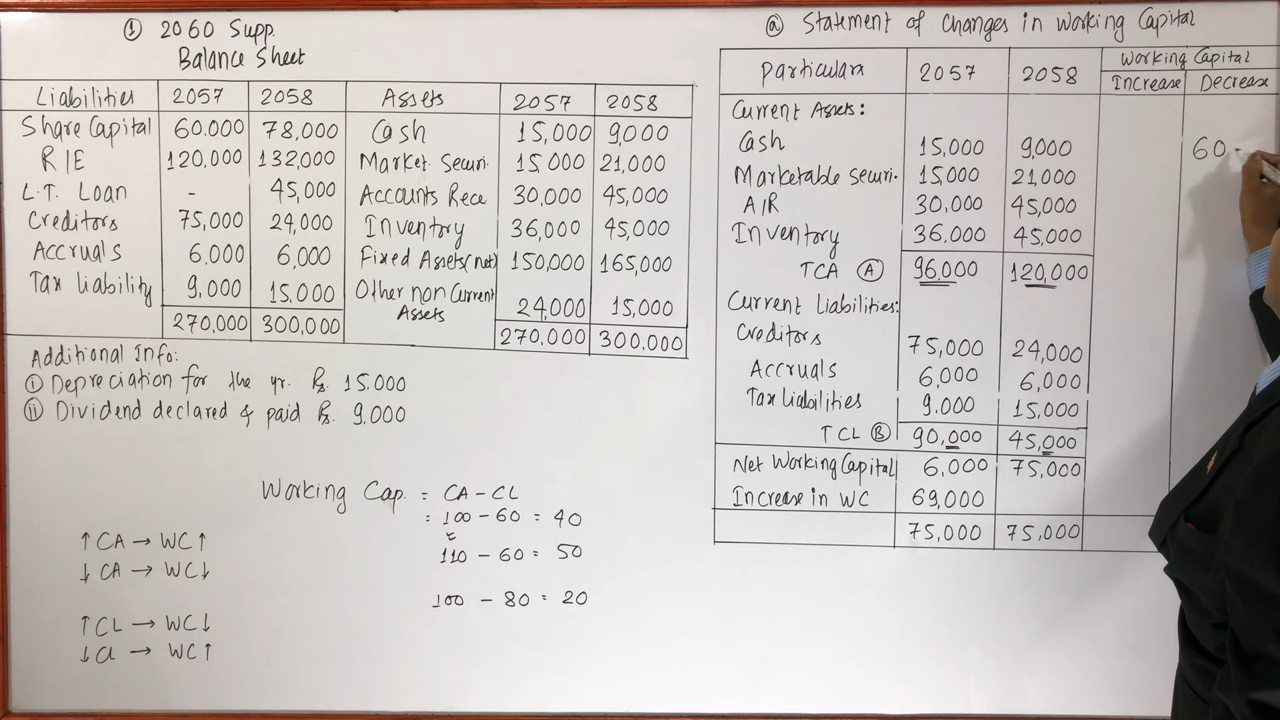 ① 2060 Supp.
Balance Sheet
Liabilities 2057 2058 Assets 2057 2058
Share Capital 60.000 78,000 Cash 15,000 9,000
R/E 120,000 132,000 Market. Securi. 15000 21,000
L.T. Loan - 45,000 Accounts Rece 30,000 45,000
Creditors 75,000 24,000 Inventory 36,000 45,000
Accruals 6.000 6,000 Fixed Assets(net) 150,000 165,000
Tax liability 9,000 15,000 Other non Current Assets 24,000 15,000
270,000 300,000 270,000 300.000
Additional Info:
① Depreciation for the yr. Rs. 15.000
② Dividend declared & paid Rs. 9,000
Working Cap. = CA - CL
= 100 - 60 = 40
110 - 60 = 50
100 - 80 = 20
↑ CA → WC ↑
↓ CA → WC ↓
↑ CL → WC ↓
↓ CL → WC ↑
ⓐ Statement of Changes in Working Capital
Particulars 2057 2058 Working Capital
Increase Decrease
Current Assets:
Cash 15,000 9,000 60
Marketable Securi. 15,000 21,000
A/R 30,000 45,000
Inventory 36.000 45,000
TCA Ⓐ 96,000 120,000
Current Liabilities:
Creditors 75,000 24,000
Accruals 6,000 6,000
Tax Liabilities 9.000 15,000
TCL Ⓑ 90,000 45,000
Net Working Capital 6,000 75,000
Increase in WC 69,000
75,000 75,000